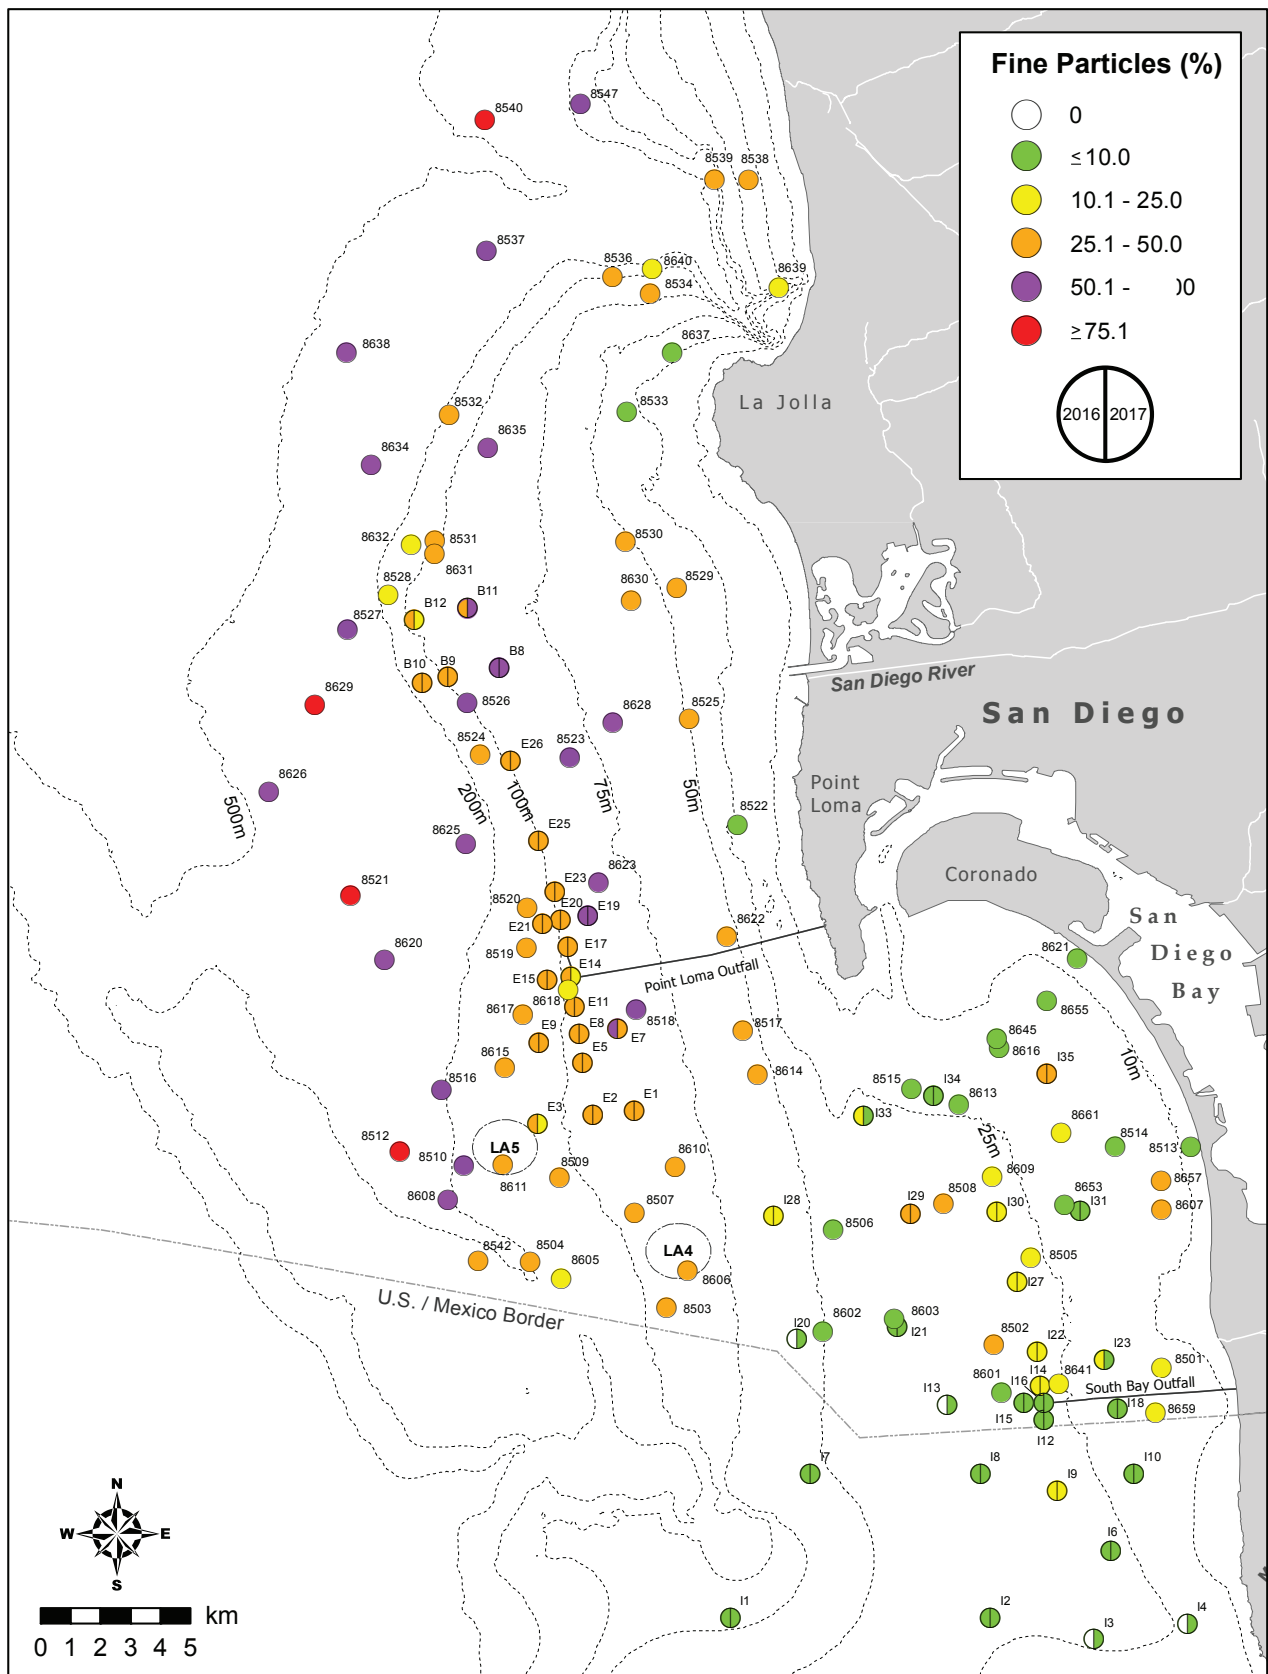 Fine Particles (%)
0
≤10.0
10.1 - 25.0
25.1 - 50.0
50.1 - 00
≥75.1
2016 2017
8540
8547
8539 8538
8537
8536
8640
8534
8639
8638
8637
La Jolla
8532
8533
8635
8634
8632
8531
8530
8631
8528
8529
8630
B12
B11
8527
B8
B10 B9
San Diego River
8629
8526
8628
8525
San Diego
8524
E26
8523
8626
500m
200m
100m
75m
50m
Point
Loma
8522
8625
E25
Coronado
8623
E23
8521
8520
E20
E19
E21
San
Diego
Bay
8622
8519
E17
8621
8620
E14
E15
Point Loma Outfall
8618
8617
E11
8518
8655
E9
E8
E7
8517
8645
8616
E5
8615
8614
I35
10m
8516
8515
I34
8613
E3
E2
E1
I33
25m
8661
8514
8513
8512
LA5
8510
8611
8509
8610
8609
8657
8608
8507
I28
I29
8508
I30
8653
I31
8607
8506
LA4
8542
8504
8605
8606
8505
I27
U.S. / Mexico Border
8503
I20
8602
8603
I21
8502
I22
I23
8501
I14
8641
8601
I16
South Bay Outfall
I13
I15
I18
8659
I12
I7
I8
I9
I10
I6
I1
I2
I3
I4
N
W E
S
km
0 1 2 3 4 5